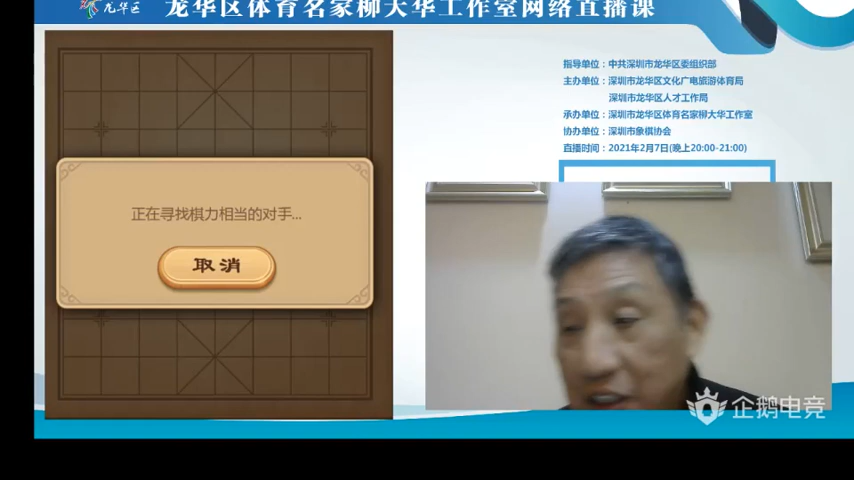 龙华区 龙华区体育名家柳大华工作室网络直播课
指导单位：中共深圳市龙华区委组织部
主办单位：深圳市龙华区文化广电旅游体育局
深圳市龙华区人才工作局
承办单位：深圳市龙华区体育名家柳大华工作室
协办单位：深圳市象棋协会
直播时间：2021年2月7日(晚上20:00-21:00)
正在寻找棋力相当的对手...
取消
企鹅电竞